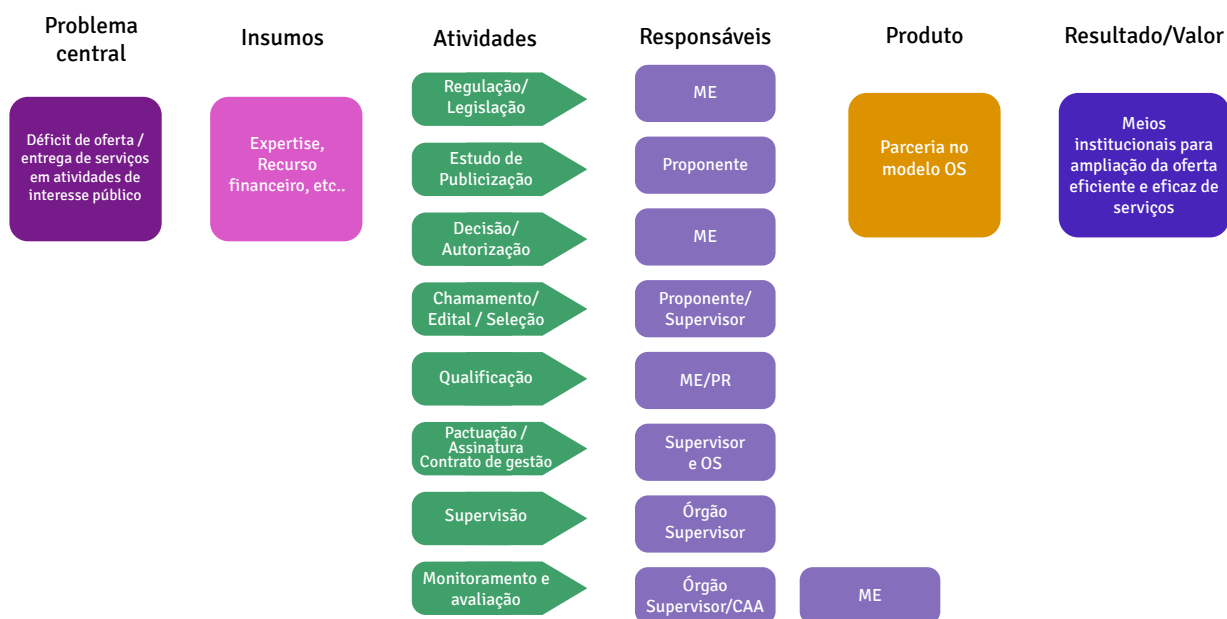 Problema
central
Insumos
Atividades
Responsáveis
Produto
Resultado/Valor
Déficit de oferta /
entrega de serviços
em atividades de
interesse público
Expertise,
Recurso
financeiro, etc..
Regulação/
Legislação
ME
Estudo de
Publicização
Proponente
Decisão/
Autorização
ME
Chamamento/
Edital / Seleção
Proponente/
Supervisor
Qualificação
ME/PR
Pactuação /
Assinatura
Contrato de gestão
Supervisor
e OS
Supervisão
Órgão
Supervisor
Monitoramento e
avaliação
Órgão
Supervisor/CAA
ME
Parceria no
modelo OS
Meios
institucionais para
ampliação da oferta
eficiente e eficaz de
serviços